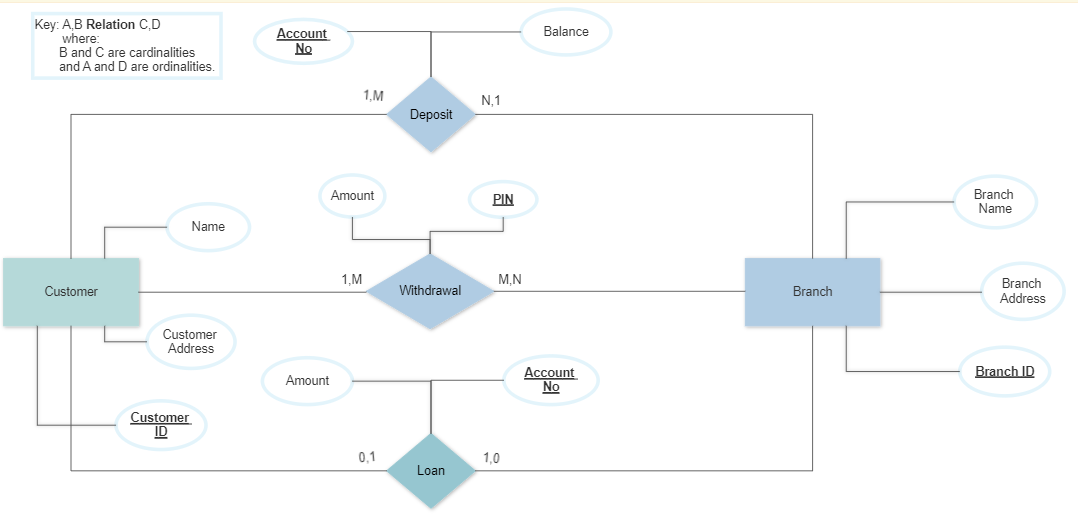 Key: A,B Relation C,D
where:
B and C are cardinalities
and A and D are ordinalities.
Account
No
Balance
1,M
Deposit
N,1
Amount
PIN
Branch
Name
Name
1,M
Withdrawal
M,N
Customer
Branch
Branch
Address
Customer
Address
Amount
Account
No
Branch ID
Customer
ID
0,1
Loan
1,0